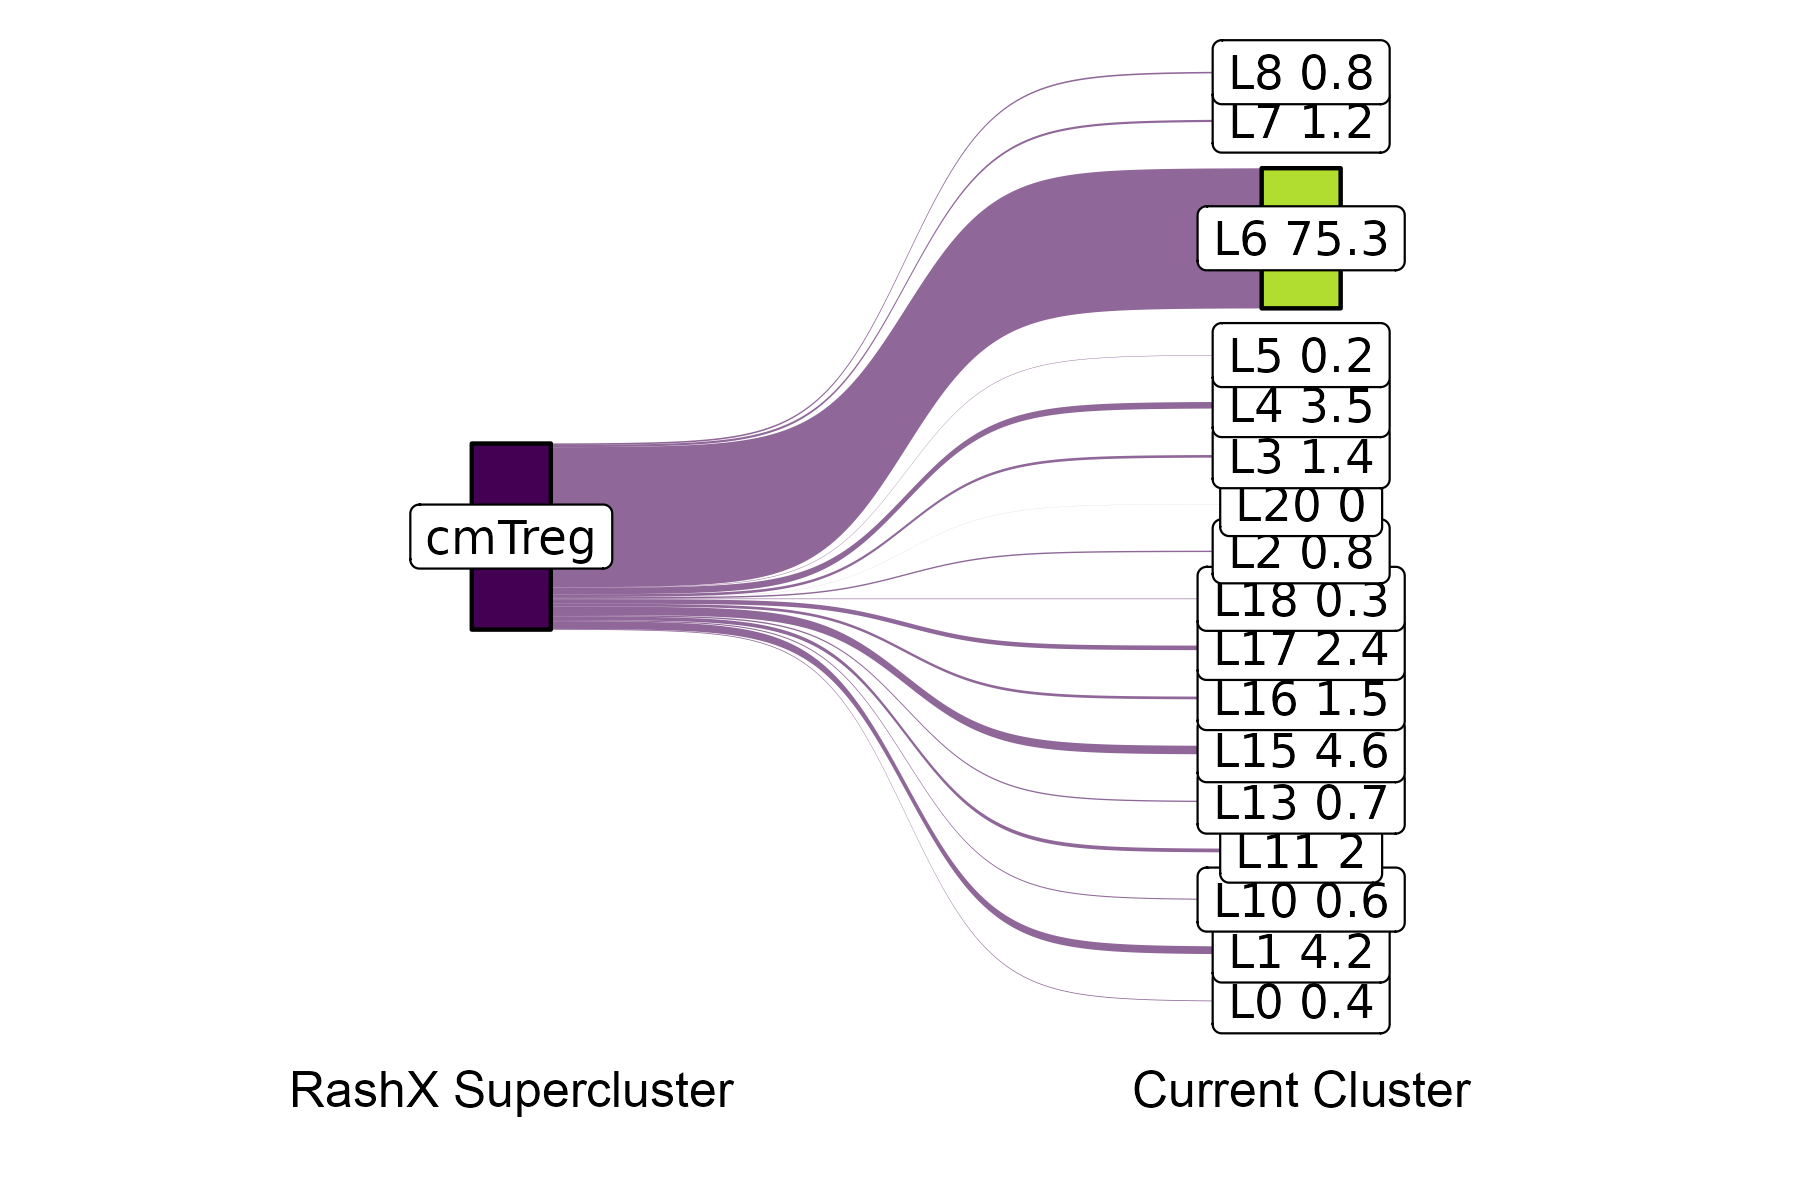 L8 0.8
L7 1.2
L6 75.3
L5 0.2
L4 3.5
L3 1.4
L20 0
L2 0.8
L18 0.3
L17 2.4
L16 1.5
L15 4.6
L13 0.7
L11 2
L10 0.6
L1 4.2
L0 0.4
cmTreg
RashX Supercluster
Current Cluster